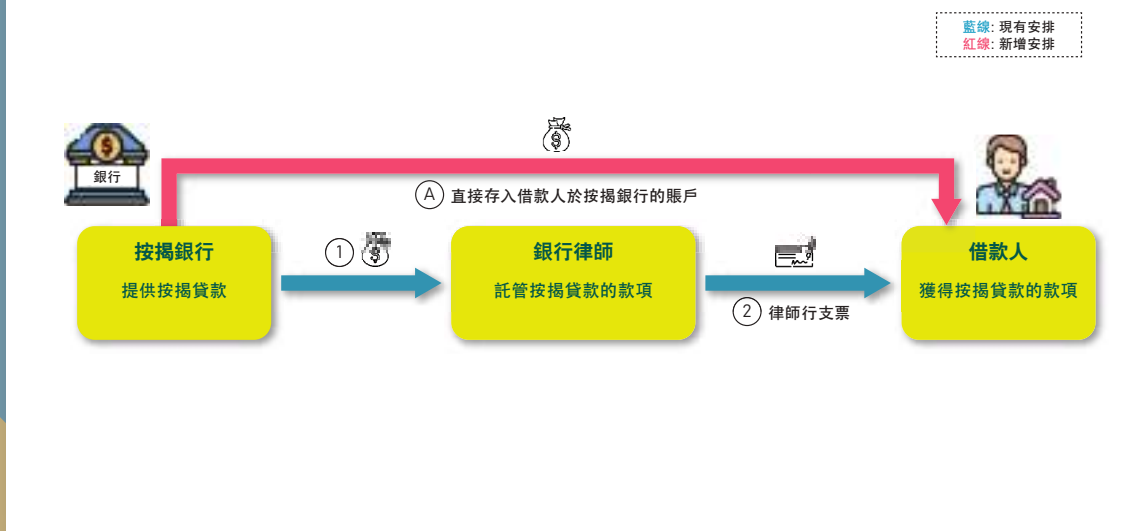 藍線: 現有安排
紅線: 新增安排
銀行
A 直接存入借款人於按揭銀行的賬戶
按揭銀行
提供按揭貸款
1
銀行律師
託管按揭貸款的款項
2 律師行支票
借款人
獲得按揭貸款的款項